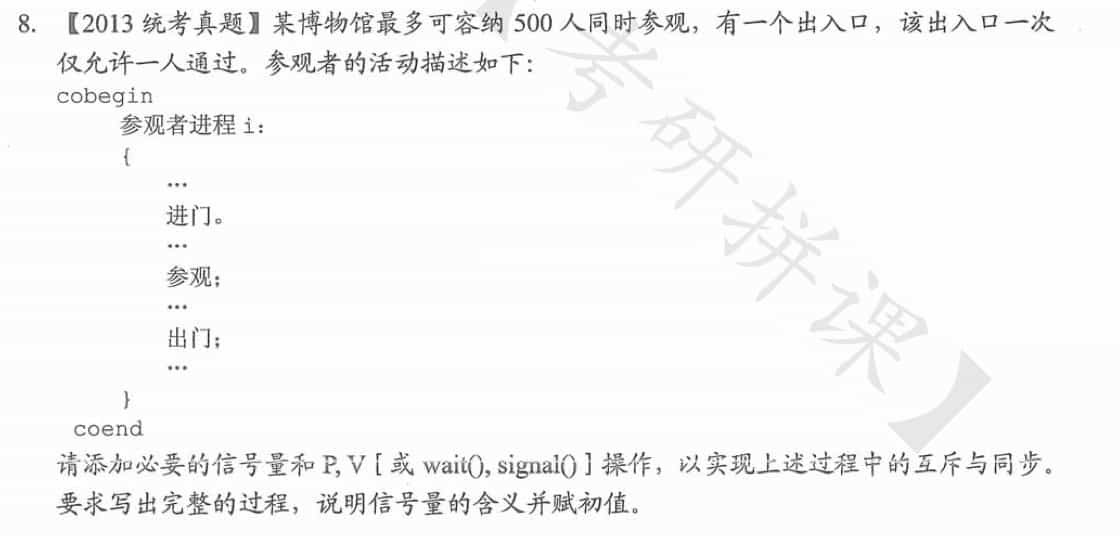 8. 【2013 统考真题】某博物馆最多可容纳 500 人同时参观，有一个出入口，该出入口一次
仅允许一人通过。参观者的活动描述如下：
cobegin
参观者进程 i：
{
…
进门。
…
参观；
…
出门；
…
}
coend
请添加必要的信号量和 P, V [ 或 wait(), signal() ] 操作，以实现上述过程中的互斥与同步。
要求写出完整的过程，说明信号量的含义并赋初值。
【考研拼课】